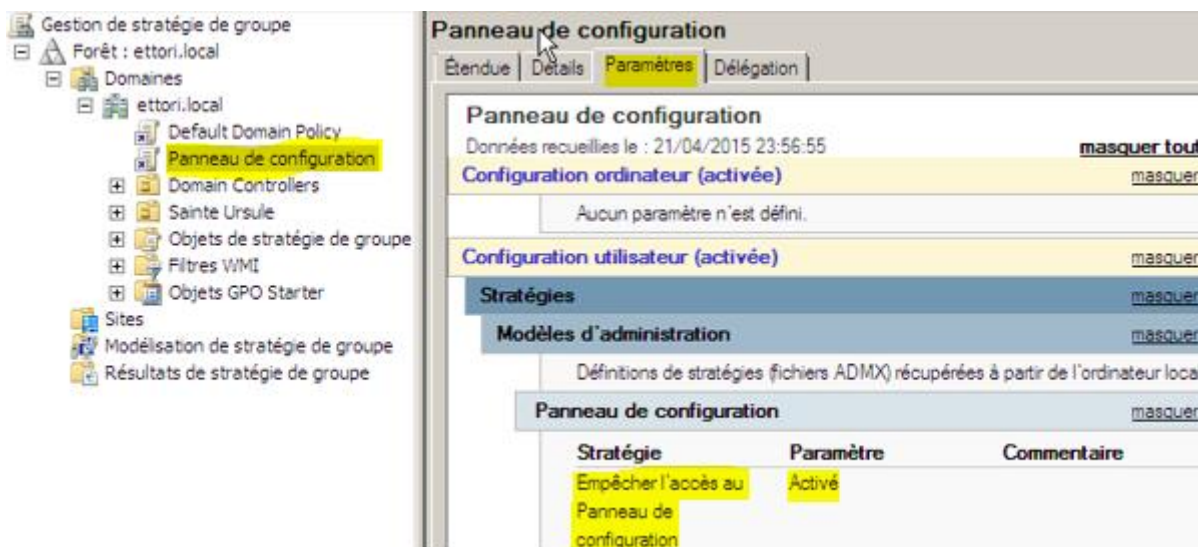 Gestion de stratégie de groupe
Forêt : ettori.local
Domaines
ettori.local
Default Domain Policy
Panneau de configuration
Domain Controllers
Sainte Ursule
Objets de stratégie de groupe
Filtres WMI
Objets GPO Starter
Sites
Modélisation de stratégie de groupe
Résultats de stratégie de groupe
Panneau de configuration
Étendue Détails Paramètres Délégation
Panneau de configuration
Données recueillies le : 21/04/2015 23:56:55 masquer tout
Configuration ordinateur (activée) masquer
Aucun paramètre n'est défini.
Configuration utilisateur (activée) masquer
Stratégies masquer
Modèles d'administration masquer
Définitions de stratégies (fichiers ADMX) récupérées à partir de l'ordinateur loca
Panneau de configuration masquer
Stratégie Paramètre Commentaire
Empêcher l'accès au Activé
Panneau de
configuration